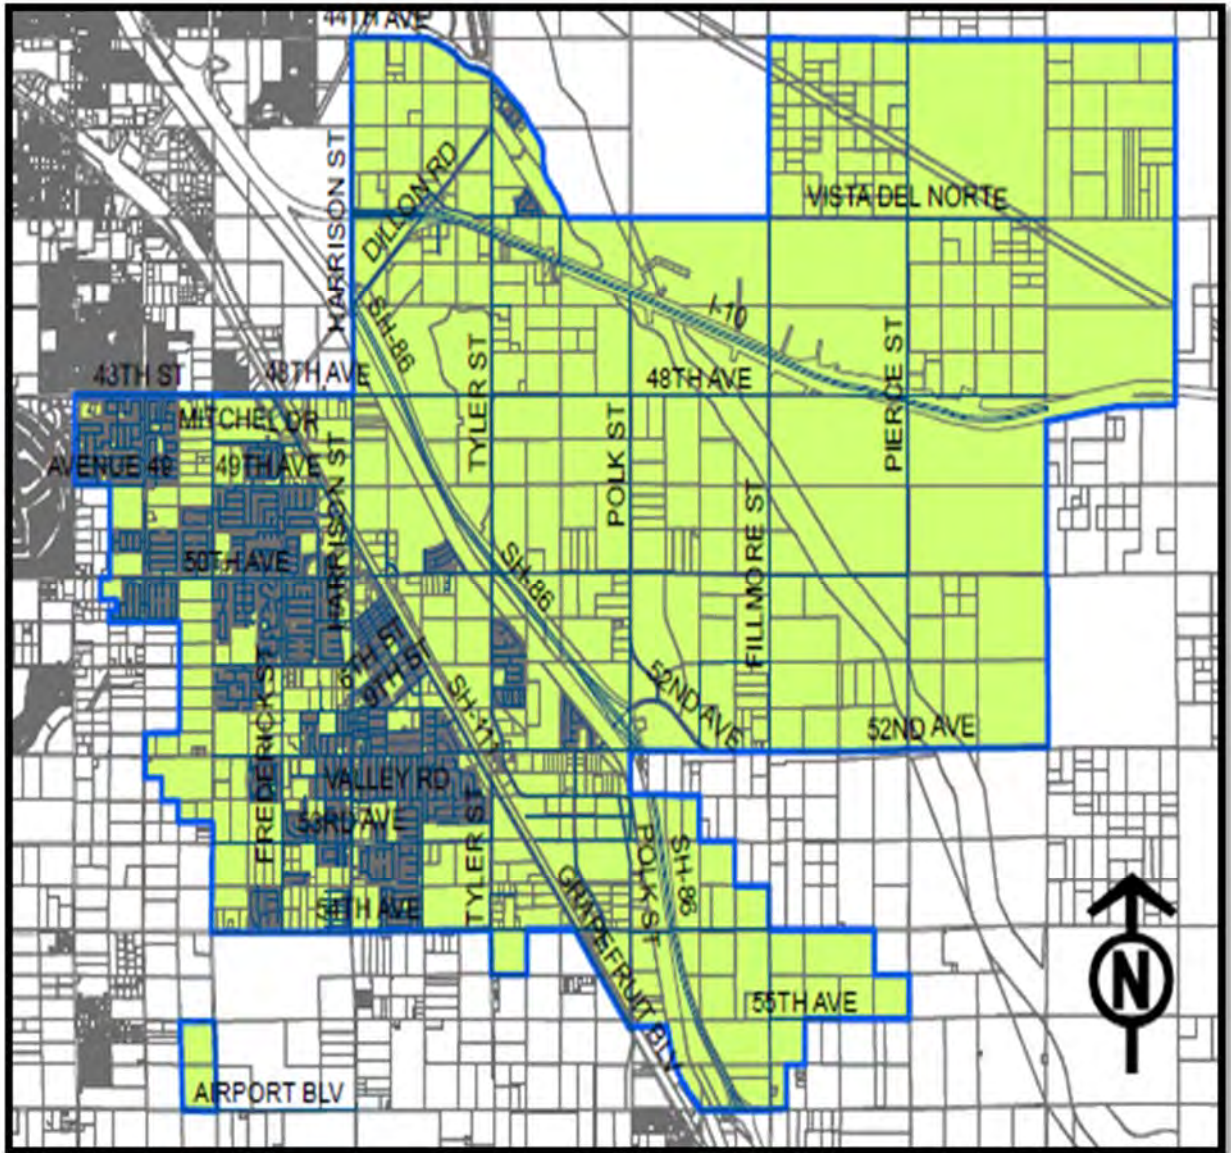 44TH AVE
HARRISON ST
DILLON RD
VISTA DEL NORTE
I-10
SH-86
43TH ST
48TH AVE
48TH AVE
TYLER ST
PIERCE ST
MITCHEL DR
AVENUE 49
49TH AVE
HARRISON ST
POLK ST
FILLMORE ST
50TH AVE
SH-86
6TH ST
9TH ST
SH-111
52ND AVE
52ND AVE
FREDERICK ST
VALLEY RD
53RD AVE
TYLER ST
POLK ST
SH-86
54TH AVE
GRAPEFRUIT BLV
55TH AVE
AIRPORT BLV
N